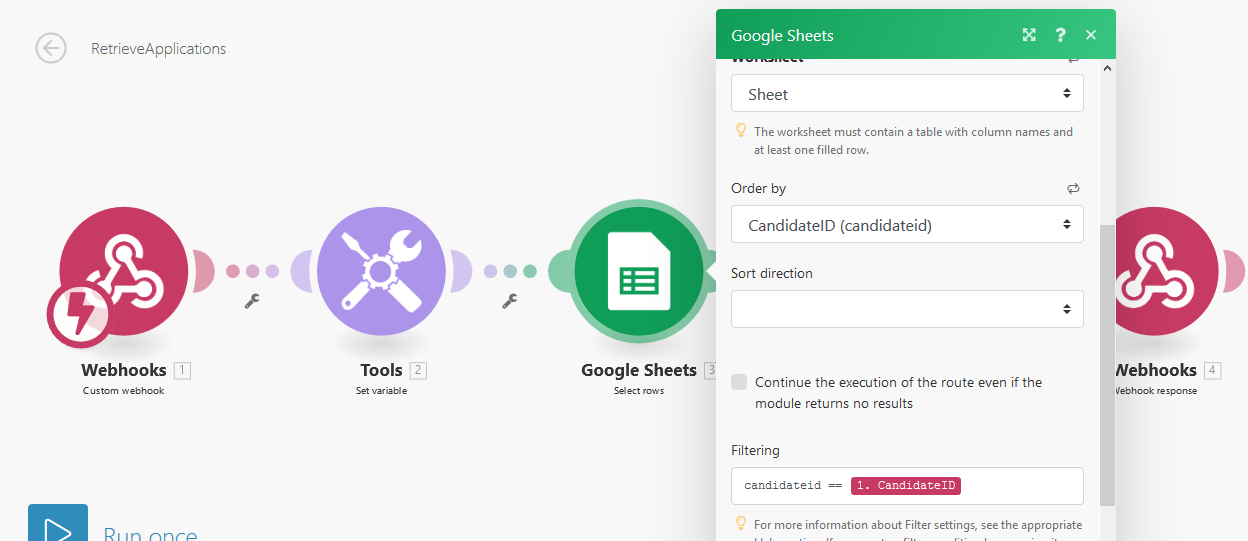 RetrieveApplications
Webhooks 1
Custom webhook
Tools 2
Set variable
Google Sheets 3
Select rows
Webhooks 4
Webhook response
Run once
Google Sheets
Worksheet
Sheet
The worksheet must contain a table with column names and
at least one filled row.
Order by
CandidateID (candidateid)
Sort direction
Continue the execution of the route even if the
module returns no results
Filtering
candidateid == 1. CandidateID
For more information about Filter settings, see the appropriate